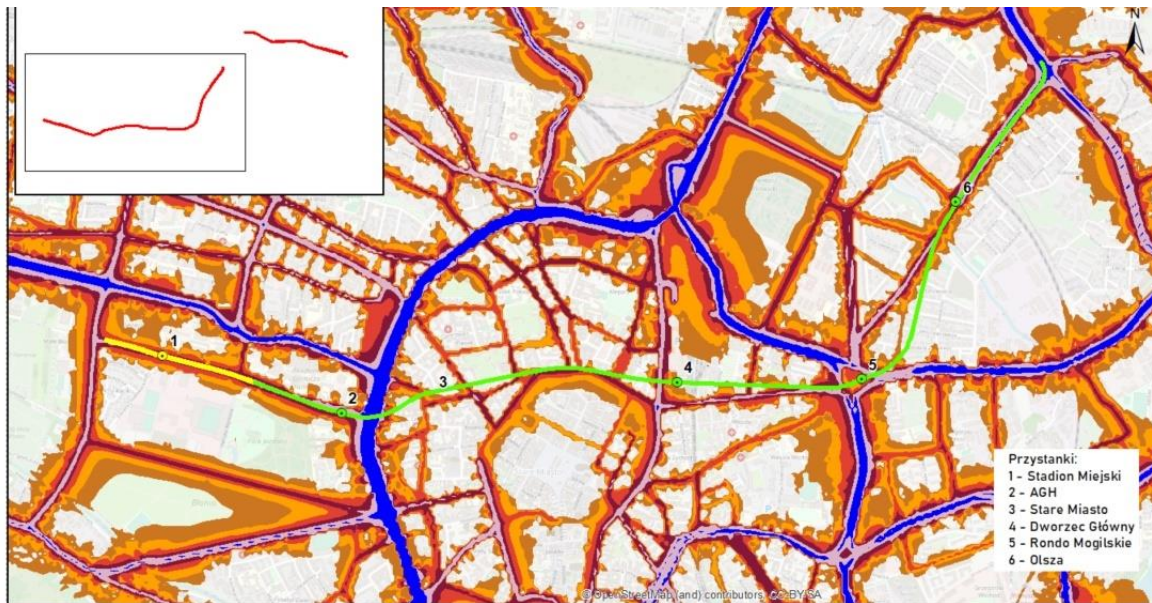 N
1
2
3
4
5
6
Przystanki:
1 - Stadion Miejski
2 - AGH
3 - Stare Miasto
4 - Dworzec Główny
5 - Rondo Mogilskie
6 - Olsza
© OpenStreetMap (and) contributors, CC-BY-SA